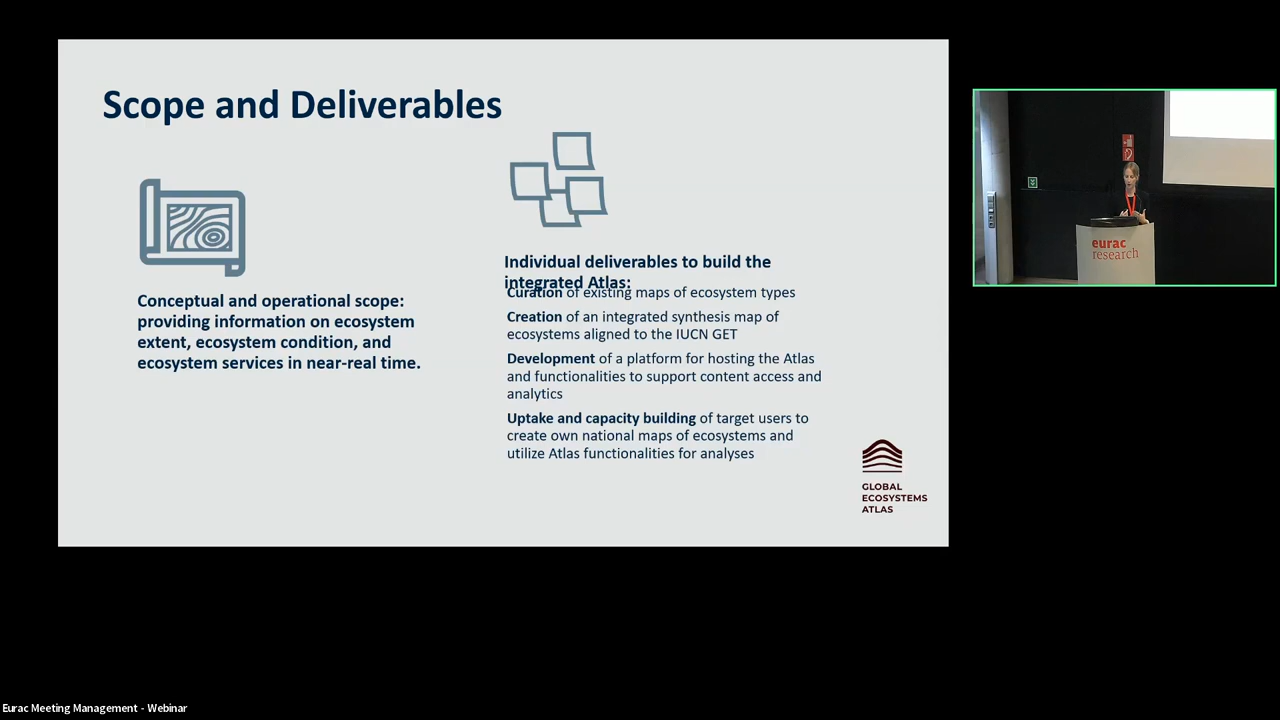 Scope and Deliverables
Conceptual and operational scope:
providing information on ecosystem
extent, ecosystem condition, and
ecosystem services in near-real time.
Individual deliverables to build the
integrated Atlas:
Curation of existing maps of ecosystem types
Creation of an integrated synthesis map of
ecosystems aligned to the IUCN GET
Development of a platform for hosting the Atlas
and functionalities to support content access and
analytics
Uptake and capacity building of target users to
create own national maps of ecosystems and
utilize Atlas functionalities for analyses
GLOBAL
ECOSYSTEMS
ATLAS
eurac
research
Eurac Meeting Management - Webinar